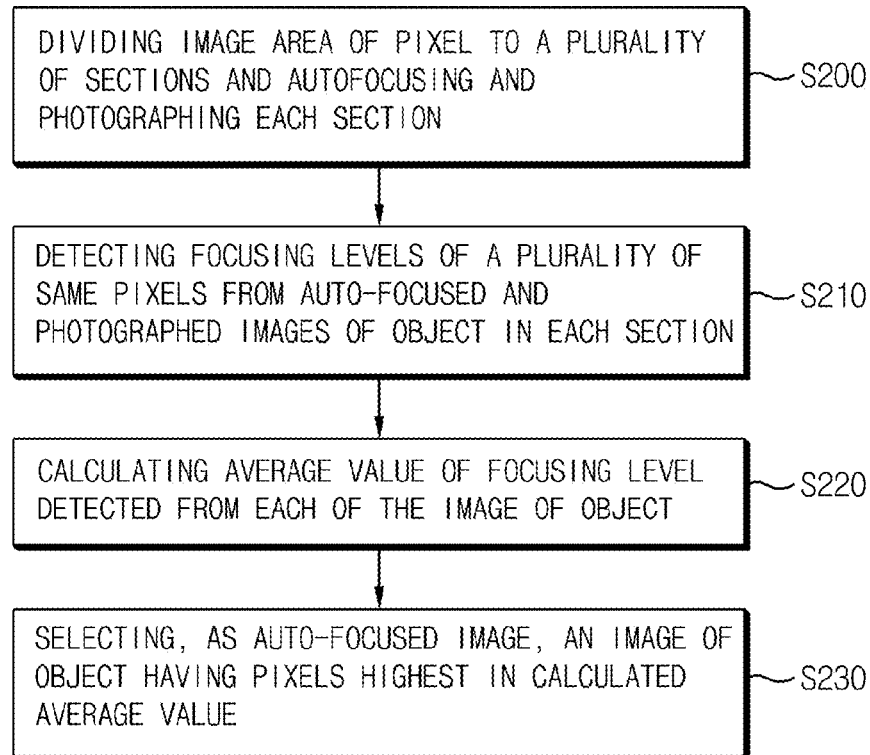 DIVIDING IMAGE AREA OF PIXEL TO A PLURALITY
OF SECTIONS AND AUTOFOCUSING AND
PHOTOGRAPHING EACH SECTION
S200
DETECTING FOCUSING LEVELS OF A PLURALITY OF
SAME PIXELS FROM AUTO-FOCUSED AND
PHOTOGRAPHED IMAGES OF OBJECT IN EACH SECTION
S210
CALCULATING AVERAGE VALUE OF FOCUSING LEVEL
DETECTED FROM EACH OF THE IMAGE OF OBJECT
S220
SELECTING, AS AUTO-FOCUSED IMAGE, AN IMAGE OF
OBJECT HAVING PIXELS HIGHEST IN CALCULATED
AVERAGE VALUE
S230